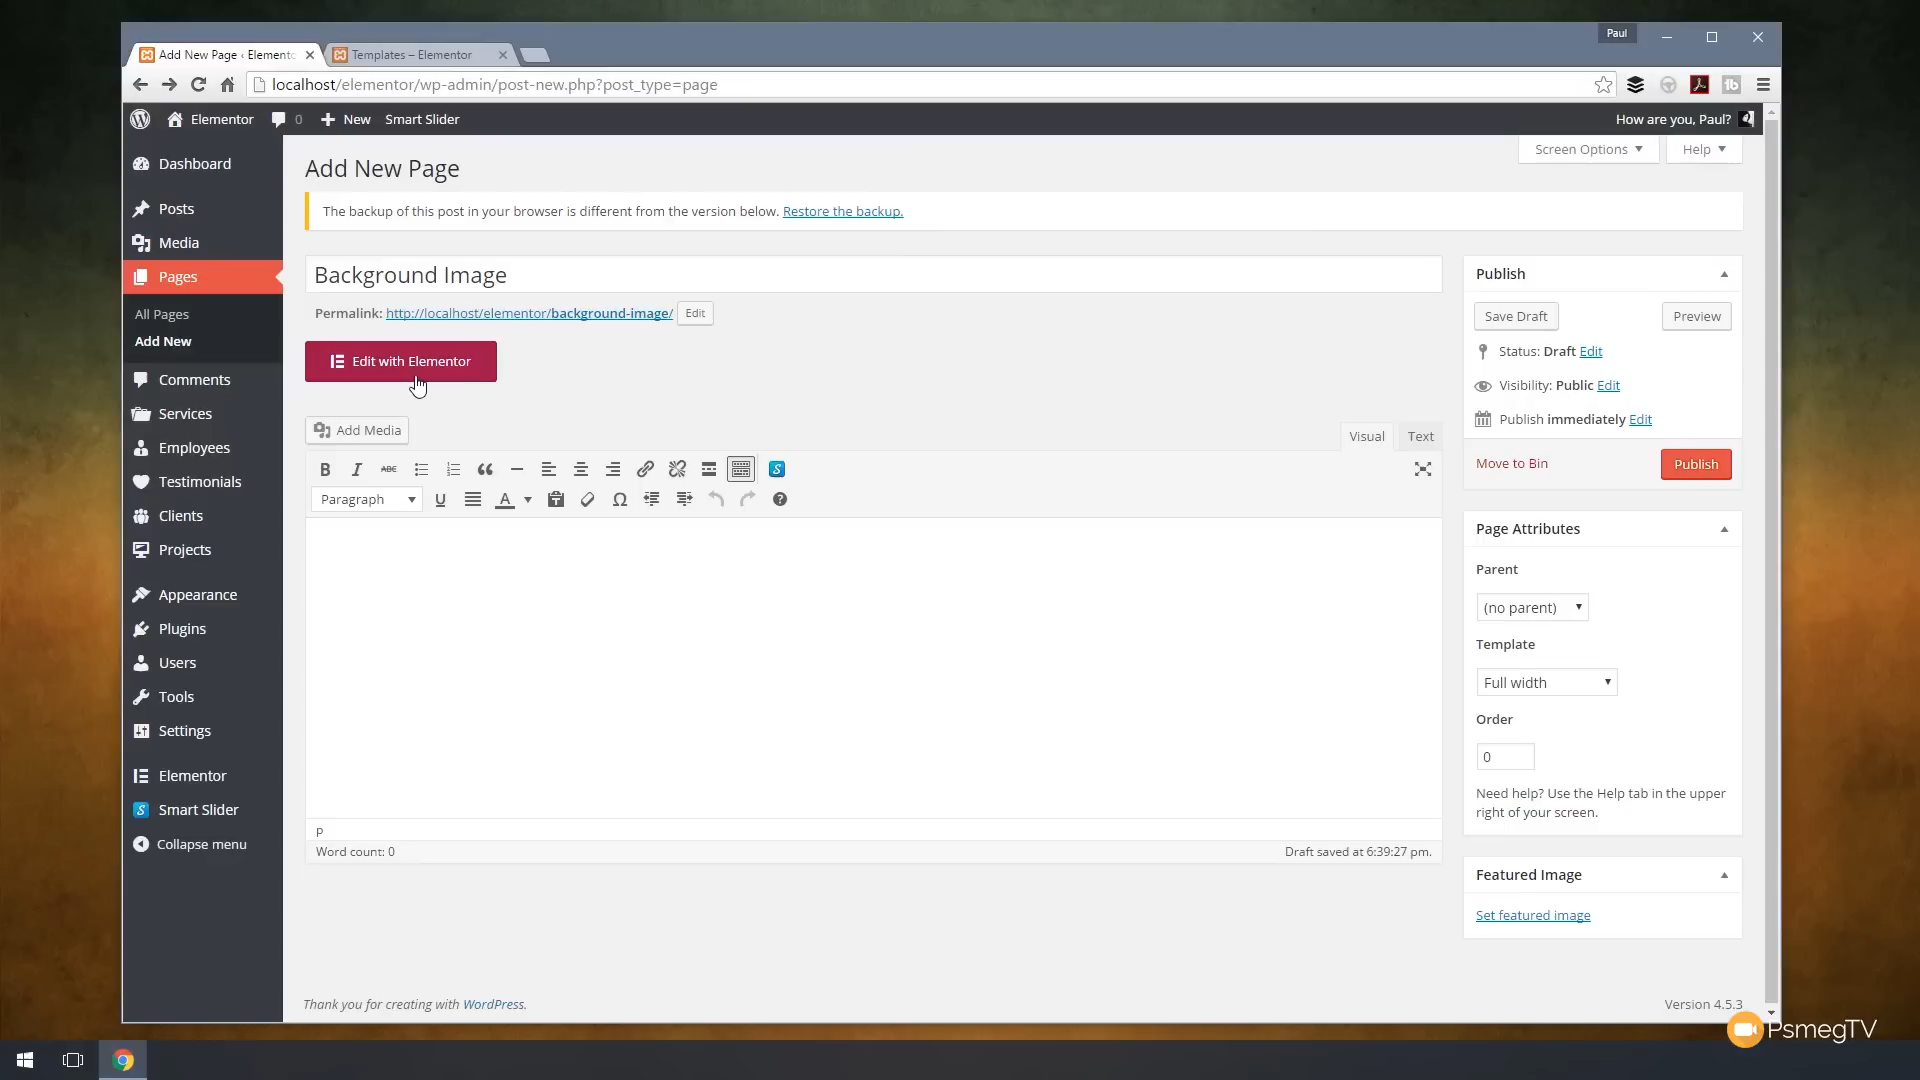 Paul
Add New Page ‹ Elemento
Templates – Elementor
localhost/elementor/wp-admin/post-new.php?post_type=page
Elementor
0
New
Smart Slider
How are you, Paul?
Dashboard
Posts
Media
Pages
All Pages
Add New
Comments
Services
Employees
Testimonials
Clients
Projects
Appearance
Plugins
Users
Tools
Settings
Elementor
Smart Slider
Collapse menu
Screen Options
Help
Add New Page
The backup of this post in your browser is different from the version below. Restore the backup.
Background Image
Permalink: http://localhost/elementor/background-image/ Edit
Edit with Elementor
Add Media
Visual
Text
B I ABC
Paragraph
U
A
Ω
p
Word count: 0
Draft saved at 6:39:27 pm.
Publish
Save Draft
Preview
Status: Draft Edit
Visibility: Public Edit
Publish immediately Edit
Move to Bin
Publish
Page Attributes
Parent
(no parent)
Template
Full width
Order
0
Need help? Use the Help tab in the upper
right of your screen.
Featured Image
Set featured image
Thank you for creating with WordPress.
Version 4.5.3
PsmegTV